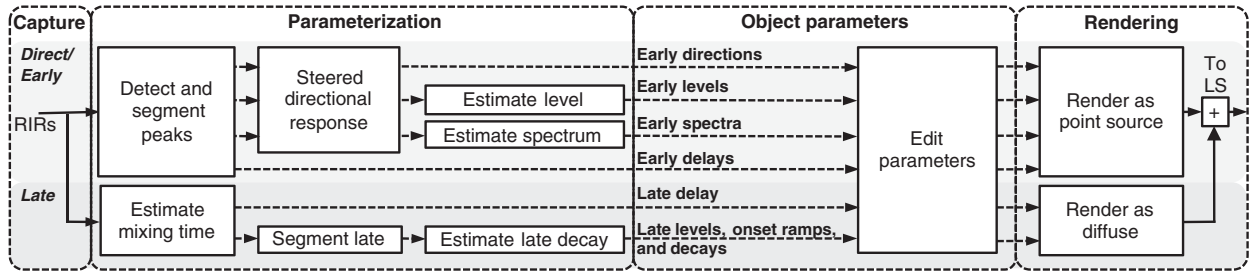 Capture
Parameterization
Object parameters
Rendering
Direct/
Early
RIRs
Late
Detect and
segment
peaks
Steered
directional
response
Estimate level
Estimate spectrum
Estimate
mixing time
Segment late
Estimate late decay
Early directions
Early levels
Early spectra
Early delays
Late delay
Late levels, onset ramps,
and decays
Edit
parameters
Render as
point source
Render as
diffuse
To
LS
+